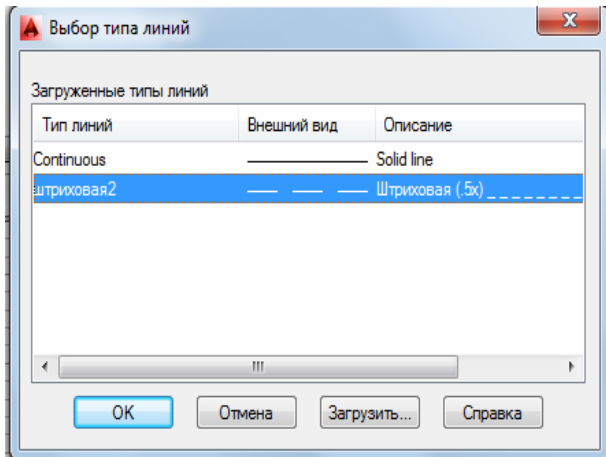 Выбор типа линий
Загруженные типы линий
Тип линий Внешний вид Описание
Continuous Solid line
штриховая2 Штриховая (.5x) _ _ _ _ _ _ _ _
OK Отмена Загрузить... Справка